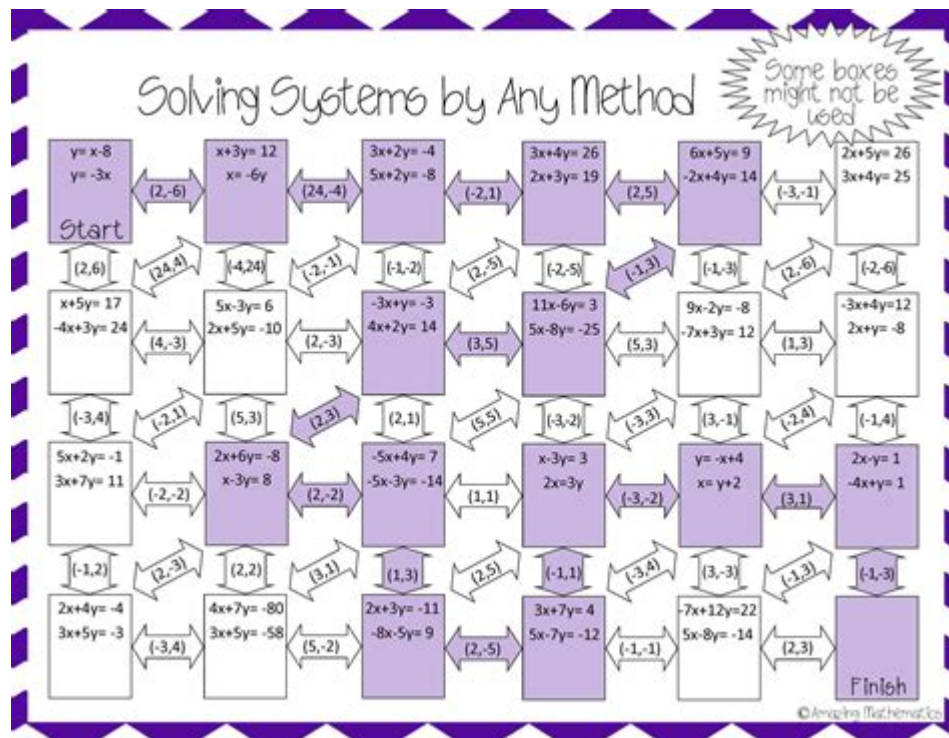 Solving Systems by Any Method
Some boxes
might not be
used
y= x-8
y= -3x
Start
(2,-6)
x+3y= 12
x= -6y
(24,-4)
3x+2y= -4
5x+2y= -8
(-2,1)
3x+4y= 26
2x+3y= 19
(2,5)
6x+5y= 9
-2x+4y= 14
(-3,-1)
2x+5y= 26
3x+4y= 25
(2,6)
(24,4)
(-4,24)
(-2,-1)
(-1,-2)
(2,-5)
(-2,-5)
(-1,3)
(-1,-3)
(2,-6)
(-2,-6)
x+5y= 17
-4x+3y= 24
(4,-3)
5x-3y= 6
2x+5y= -10
(2,-3)
-3x+y= -3
4x+2y= 14
(3,5)
11x-6y= 3
5x-8y= -25
(5,3)
9x-2y= -8
-7x+3y= 12
(1,3)
-3x+4y=12
2x+y= -8
(-3,4)
(-2,1)
(5,3)
(2,3)
(2,1)
(5,5)
(-3,-2)
(-3,3)
(3,-1)
(-2,4)
(-1,4)
5x+2y= -1
3x+7y= 11
(-2,-2)
2x+6y= -8
x-3y= 8
(2,-2)
-5x+4y= 7
-5x-3y= -14
(1,1)
x-3y= 3
2x=3y
(-3,-2)
y= -x+4
x= y+2
(3,1)
2x-y= 1
-4x+y= 1
(-1,2)
(2,-3)
(2,2)
(3,1)
(1,3)
(2,5)
(-1,1)
(-3,4)
(3,-3)
(-1,3)
(-1,-3)
2x+4y= -4
3x+5y= -3
(-3,4)
4x+7y= -80
3x+5y= -58
(5,-2)
2x+3y= -11
-8x-5y= 9
(2,-5)
3x+7y= 4
5x-7y= -12
(-1,-1)
-7x+12y=22
5x-8y= -14
(2,3)
Finish
©Amazing Mathematics